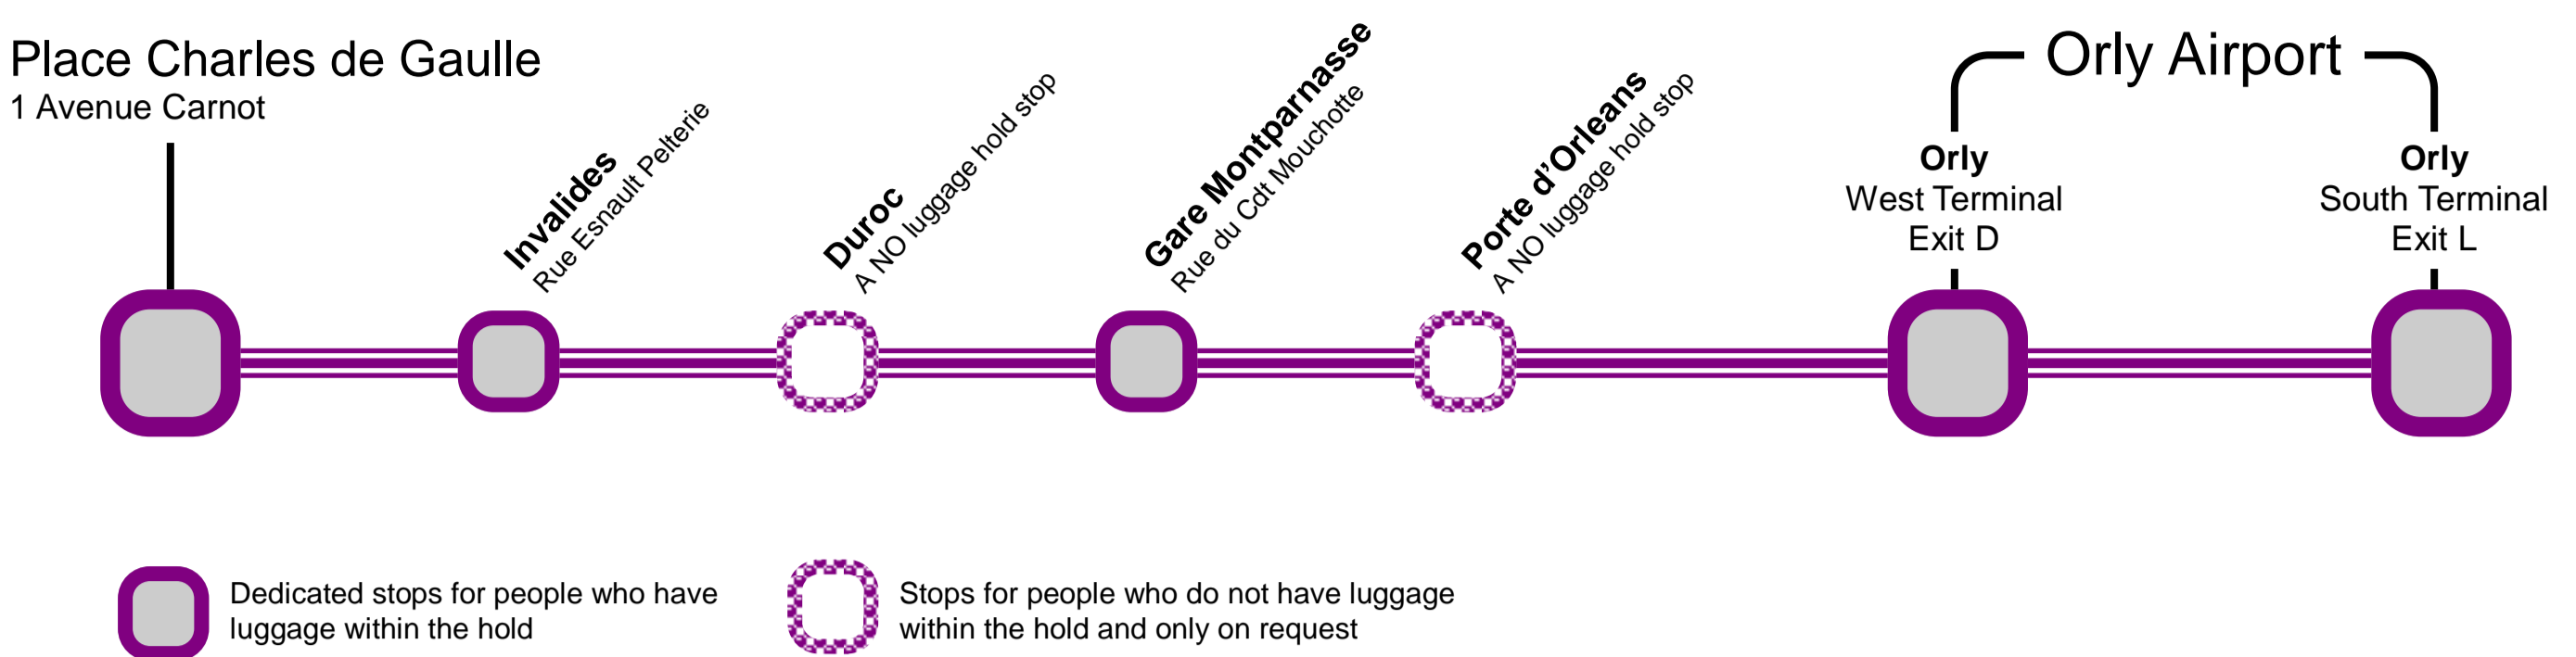 Place Charles de Gaulle
1 Avenue Carnot
Invalides
Rue Esnault Pelterie
Duroc
A NO luggage hold stop
Gare Montparnasse
Rue du Cdt Mouchotte
Porte d'Orleans
A NO luggage hold stop
Orly Airport
Orly
West Terminal
Exit D
Orly
South Terminal
Exit L
Dedicated stops for people who have
luggage within the hold
Stops for people who do not have luggage
within the hold and only on request